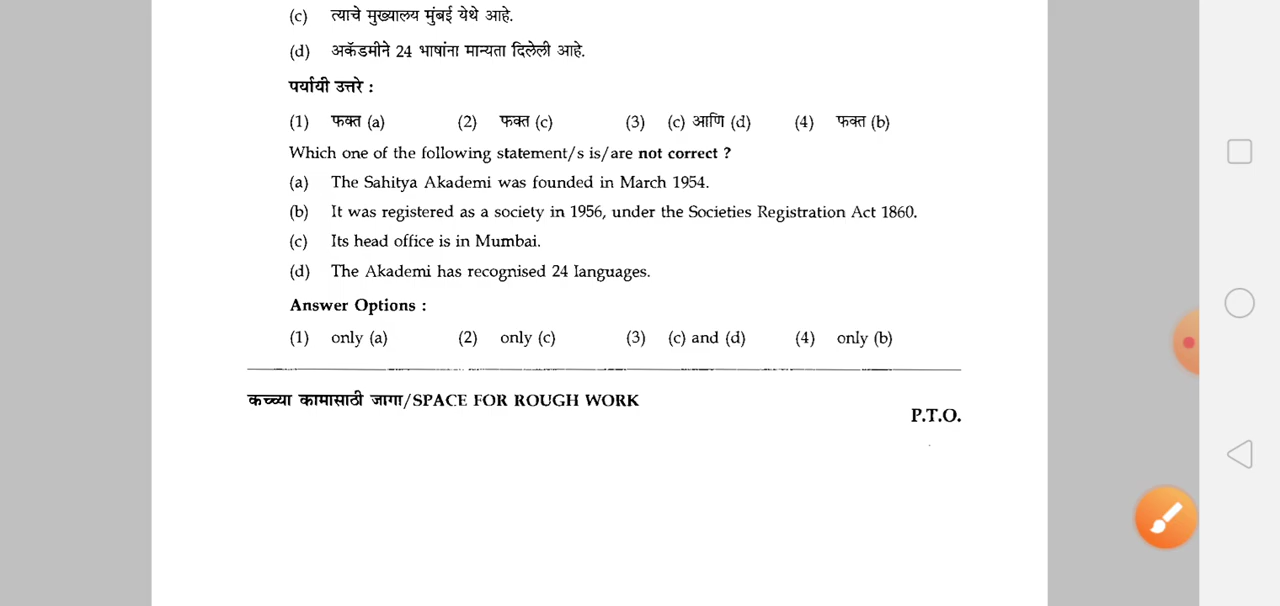 (c) त्याचे मुख्यालय मुंबई येथे आहे.
(d) अकॅडमीने 24 भाषांना मान्यता दिलेली आहे.
पर्यायी उत्तरे :
(1) फक्त (a) (2) फक्त (c) (3) (c) आणि (d) (4) फक्त (b)
Which one of the following statement/s is/are not correct ?
(a) The Sahitya Akademi was founded in March 1954.
(b) It was registered as a society in 1956, under the Societies Registration Act 1860.
(c) Its head office is in Mumbai.
(d) The Akademi has recognised 24 languages.
Answer Options :
(1) only (a) (2) only (c) (3) (c) and (d) (4) only (b)
कच्च्या कामासाठी जागा/SPACE FOR ROUGH WORK
P.T.O.